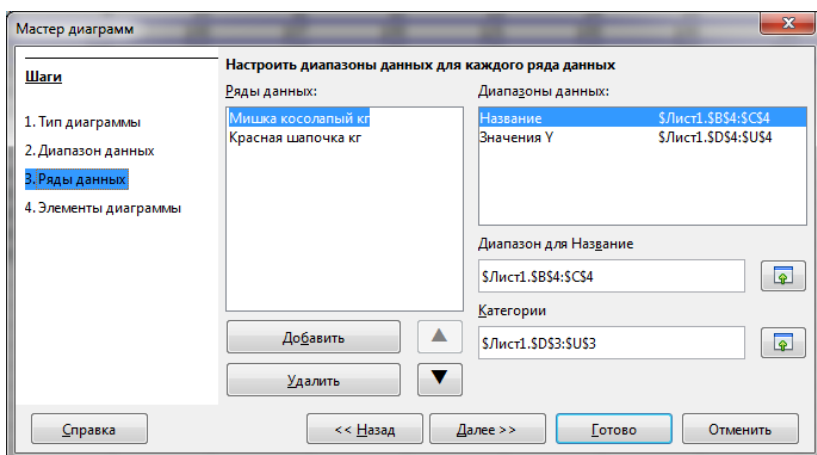 Мастер диаграмм
Шаги
1. Тип диаграммы
2. Диапазон данных
3. Ряды данных
4. Элементы диаграммы
Настроить диапазоны данных для каждого ряда данных
Ряды данных:
Мишка косолапый кг
Красная шапочка кг
Добавить
Удалить
Диапазоны данных:
Название $Лист1.$B$4:$C$4
Значения Y $Лист1.$D$4:$U$4
Диапазон для Название
$Лист1.$B$4:$C$4
Категории
$Лист1.$D$3:$U$3
Справка
<< Назад
Далее >>
Готово
Отменить